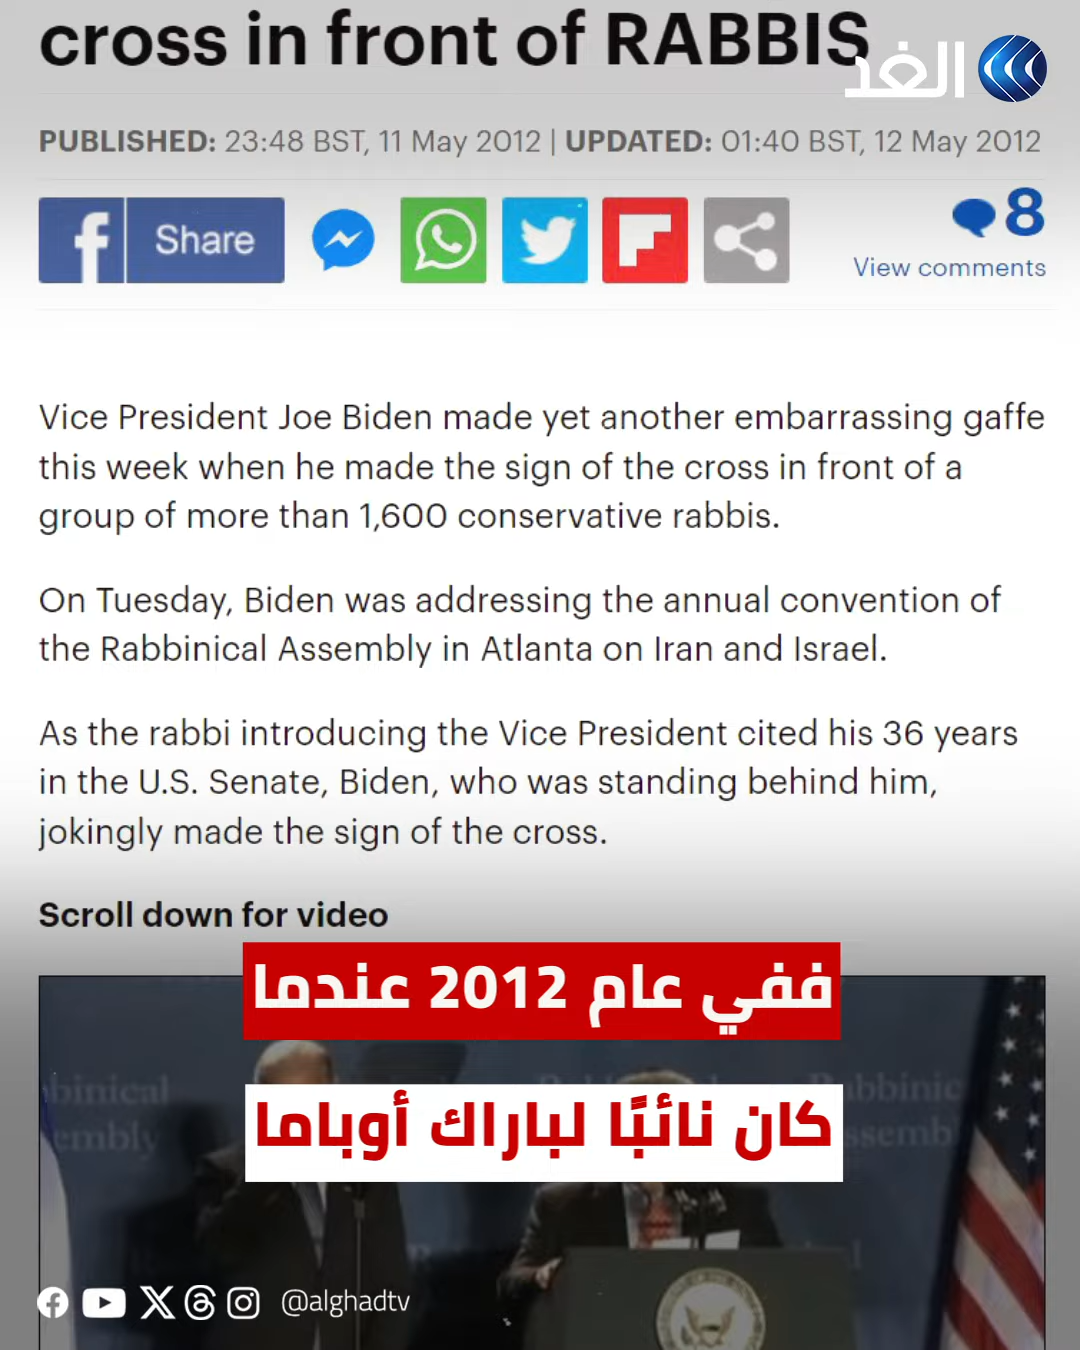 cross in front of RABBIS
الغد
PUBLISHED: 23:48 BST, 11 May 2012 | UPDATED: 01:40 BST, 12 May 2012
Share
8
View comments
Vice President Joe Biden made yet another embarrassing gaffe
this week when he made the sign of the cross in front of a
group of more than 1,600 conservative rabbis.
On Tuesday, Biden was addressing the annual convention of
the Rabbinical Assembly in Atlanta on Iran and Israel.
As the rabbi introducing the Vice President cited his 36 years
in the U.S. Senate, Biden, who was standing behind him,
jokingly made the sign of the cross.
Scroll down for video
ففي عام 2012 عندما
كان نائبًا لباراك أوباما
@alghadtv